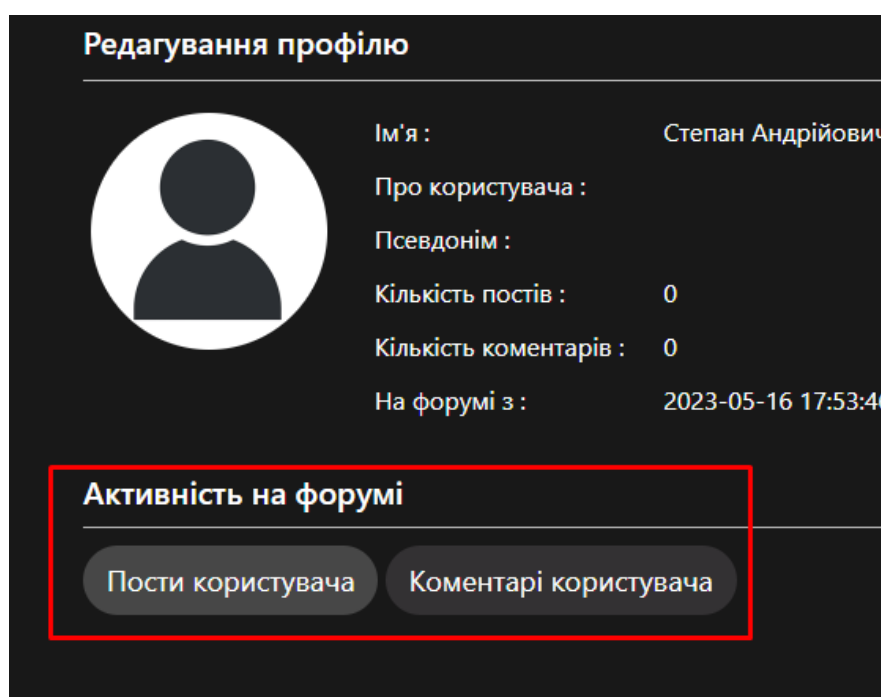 Редагування профілю
Ім'я : Степан Андрійович
Про користувача :
Псевдонім :
Кількість постів : 0
Кількість коментарів : 0
На форумі з : 2023-05-16 17:53:46
Активність на форумі
Пости користувача Коментарі користувача